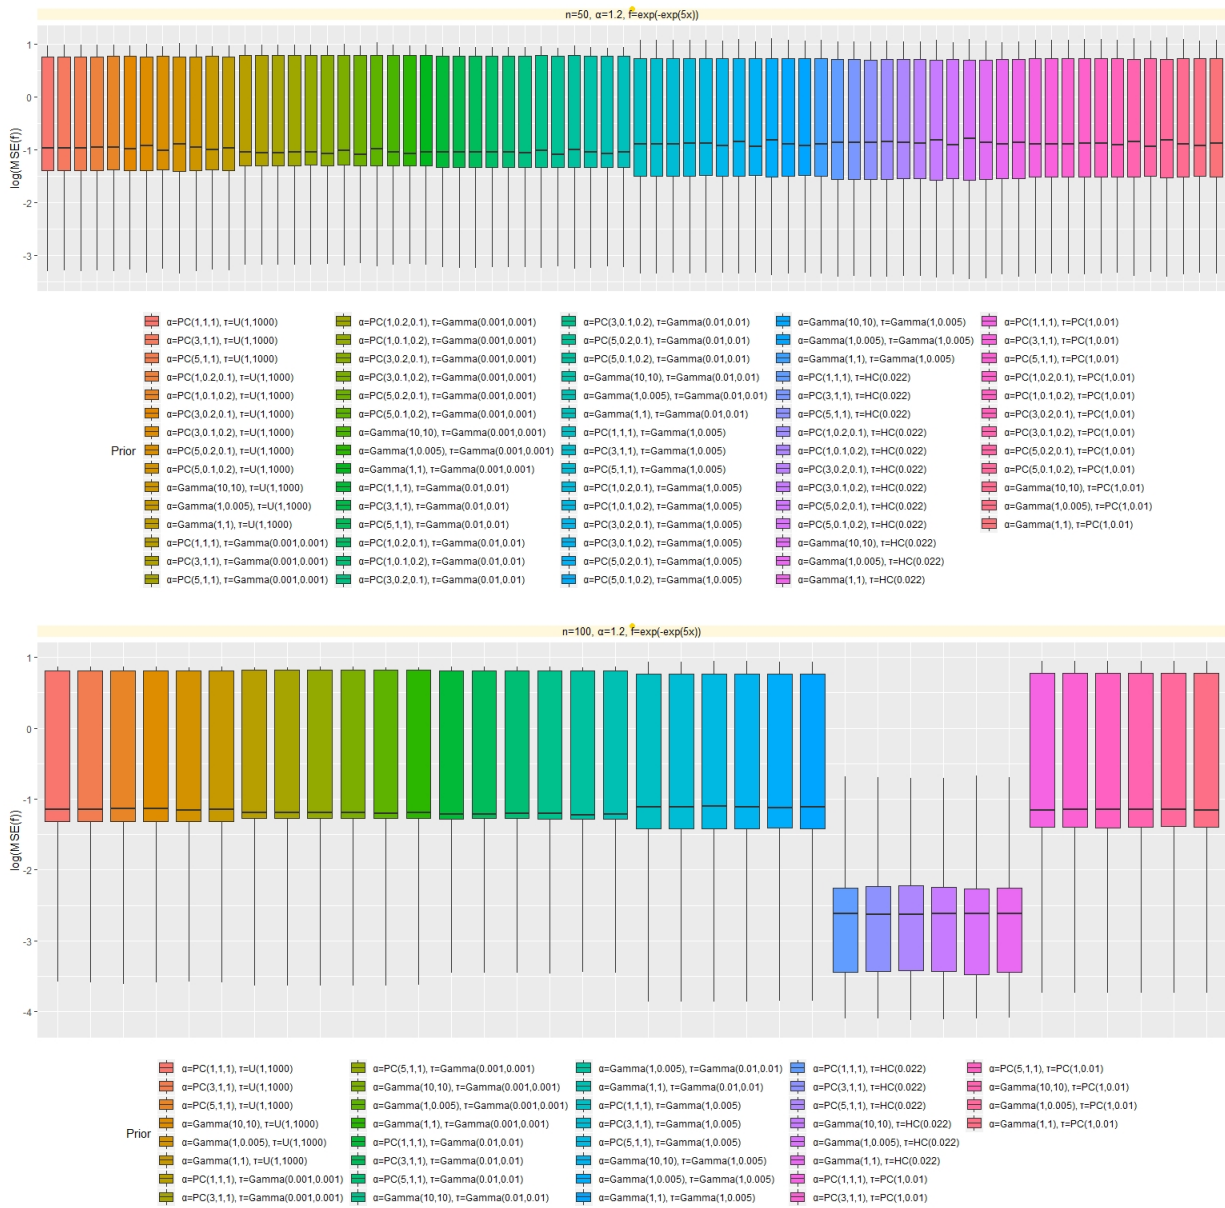 n=50, α=1.2, f=exp(-exp(5x))
log(MSE(f))
1
0
-1
-2
-3
Prior
α=PC(1,1,1), τ=U(1,1000)
α=PC(3,1,1), τ=U(1,1000)
α=PC(5,1,1), τ=U(1,1000)
α=PC(1,0.2,0.1), τ=U(1,1000)
α=PC(1,0.1,0.2), τ=U(1,1000)
α=PC(3,0.2,0.1), τ=U(1,1000)
α=PC(3,0.1,0.2), τ=U(1,1000)
α=PC(5,0.2,0.1), τ=U(1,1000)
α=PC(5,0.1,0.2), τ=U(1,1000)
α=Gamma(10,10), τ=U(1,1000)
α=Gamma(1,0.005), τ=U(1,1000)
α=Gamma(1,1), τ=U(1,1000)
α=PC(1,1,1), τ=Gamma(0.001,0.001)
α=PC(3,1,1), τ=Gamma(0.001,0.001)
α=PC(5,1,1), τ=Gamma(0.001,0.001)
α=PC(1,0.2,0.1), τ=Gamma(0.001,0.001)
α=PC(1,0.1,0.2), τ=Gamma(0.001,0.001)
α=PC(3,0.2,0.1), τ=Gamma(0.001,0.001)
α=PC(3,0.1,0.2), τ=Gamma(0.001,0.001)
α=PC(5,0.2,0.1), τ=Gamma(0.001,0.001)
α=PC(5,0.1,0.2), τ=Gamma(0.001,0.001)
α=Gamma(10,10), τ=Gamma(0.001,0.001)
α=Gamma(1,0.005), τ=Gamma(0.001,0.001)
α=Gamma(1,1), τ=Gamma(0.001,0.001)
α=PC(1,1,1), τ=Gamma(0.01,0.01)
α=PC(3,1,1), τ=Gamma(0.01,0.01)
α=PC(5,1,1), τ=Gamma(0.01,0.01)
α=PC(1,0.2,0.1), τ=Gamma(0.01,0.01)
α=PC(1,0.1,0.2), τ=Gamma(0.01,0.01)
α=PC(3,0.2,0.1), τ=Gamma(0.01,0.01)
α=PC(3,0.1,0.2), τ=Gamma(0.01,0.01)
α=PC(5,0.2,0.1), τ=Gamma(0.01,0.01)
α=PC(5,0.1,0.2), τ=Gamma(0.01,0.01)
α=Gamma(10,10), τ=Gamma(0.01,0.01)
α=Gamma(1,0.005), τ=Gamma(0.01,0.01)
α=Gamma(1,1), τ=Gamma(0.01,0.01)
α=PC(1,1,1), τ=Gamma(1,0.005)
α=PC(3,1,1), τ=Gamma(1,0.005)
α=PC(5,1,1), τ=Gamma(1,0.005)
α=PC(1,0.2,0.1), τ=Gamma(1,0.005)
α=PC(1,0.1,0.2), τ=Gamma(1,0.005)
α=PC(3,0.2,0.1), τ=Gamma(1,0.005)
α=PC(3,0.1,0.2), τ=Gamma(1,0.005)
α=PC(5,0.2,0.1), τ=Gamma(1,0.005)
α=PC(5,0.1,0.2), τ=Gamma(1,0.005)
α=Gamma(10,10), τ=Gamma(1,0.005)
α=Gamma(1,0.005), τ=Gamma(1,0.005)
α=Gamma(1,1), τ=Gamma(1,0.005)
α=PC(1,1,1), τ=HC(0.022)
α=PC(3,1,1), τ=HC(0.022)
α=PC(5,1,1), τ=HC(0.022)
α=PC(1,0.2,0.1), τ=HC(0.022)
α=PC(1,0.1,0.2), τ=HC(0.022)
α=PC(3,0.2,0.1), τ=HC(0.022)
α=PC(3,0.1,0.2), τ=HC(0.022)
α=PC(5,0.2,0.1), τ=HC(0.022)
α=PC(5,0.1,0.2), τ=HC(0.022)
α=Gamma(10,10), τ=HC(0.022)
α=Gamma(1,0.005), τ=HC(0.022)
α=Gamma(1,1), τ=HC(0.022)
α=PC(1,1,1), τ=PC(1,0.01)
α=PC(3,1,1), τ=PC(1,0.01)
α=PC(5,1,1), τ=PC(1,0.01)
α=PC(1,0.2,0.1), τ=PC(1,0.01)
α=PC(1,0.1,0.2), τ=PC(1,0.01)
α=PC(3,0.2,0.1), τ=PC(1,0.01)
α=PC(3,0.1,0.2), τ=PC(1,0.01)
α=PC(5,0.2,0.1), τ=PC(1,0.01)
α=PC(5,0.1,0.2), τ=PC(1,0.01)
α=Gamma(10,10), τ=PC(1,0.01)
α=Gamma(1,0.005), τ=PC(1,0.01)
α=Gamma(1,1), τ=PC(1,0.01)
n=100, α=1.2, f=exp(-exp(5x))
log(MSE(f))
1
0
-1
-2
-3
-4
Prior
α=PC(1,1,1), τ=U(1,1000)
α=PC(3,1,1), τ=U(1,1000)
α=PC(5,1,1), τ=U(1,1000)
α=Gamma(10,10), τ=U(1,1000)
α=Gamma(1,0.005), τ=U(1,1000)
α=Gamma(1,1), τ=U(1,1000)
α=PC(1,1,1), τ=Gamma(0.001,0.001)
α=PC(3,1,1), τ=Gamma(0.001,0.001)
α=PC(5,1,1), τ=Gamma(0.001,0.001)
α=Gamma(10,10), τ=Gamma(0.001,0.001)
α=Gamma(1,0.005), τ=Gamma(0.001,0.001)
α=Gamma(1,1), τ=Gamma(0.001,0.001)
α=PC(1,1,1), τ=Gamma(0.01,0.01)
α=PC(3,1,1), τ=Gamma(0.01,0.01)
α=PC(5,1,1), τ=Gamma(0.01,0.01)
α=Gamma(10,10), τ=Gamma(0.01,0.01)
α=Gamma(1,0.005), τ=Gamma(0.01,0.01)
α=Gamma(1,1), τ=Gamma(0.01,0.01)
α=PC(1,1,1), τ=Gamma(1,0.005)
α=PC(3,1,1), τ=Gamma(1,0.005)
α=PC(5,1,1), τ=Gamma(1,0.005)
α=Gamma(10,10), τ=Gamma(1,0.005)
α=Gamma(1,0.005), τ=Gamma(1,0.005)
α=Gamma(1,1), τ=Gamma(1,0.005)
α=PC(1,1,1), τ=HC(0.022)
α=PC(3,1,1), τ=HC(0.022)
α=PC(5,1,1), τ=HC(0.022)
α=Gamma(10,10), τ=HC(0.022)
α=Gamma(1,0.005), τ=HC(0.022)
α=Gamma(1,1), τ=HC(0.022)
α=PC(1,1,1), τ=PC(1,0.01)
α=PC(3,1,1), τ=PC(1,0.01)
α=PC(5,1,1), τ=PC(1,0.01)
α=Gamma(10,10), τ=PC(1,0.01)
α=Gamma(1,0.005), τ=PC(1,0.01)
α=Gamma(1,1), τ=PC(1,0.01)